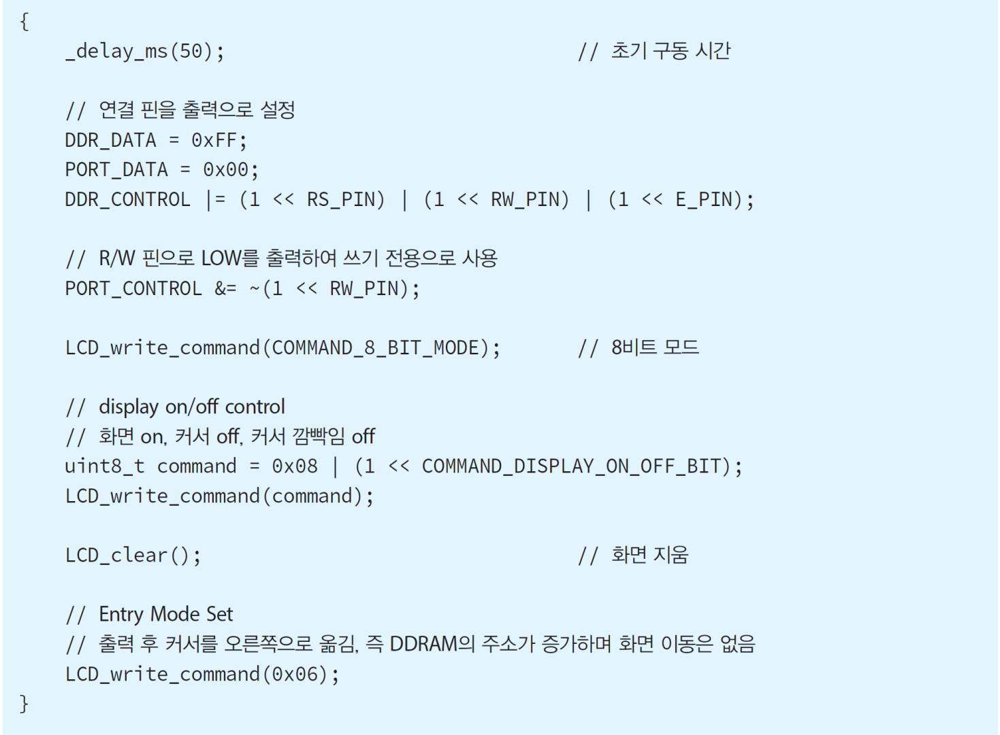 {
_delay_ms(50); // 초기 구동 시간
// 연결 핀을 출력으로 설정
DDR_DATA = 0xFF;
PORT_DATA = 0x00;
DDR_CONTROL |= (1 << RS_PIN) | (1 << RW_PIN) | (1 << E_PIN);
// R/W 핀으로 LOW를 출력하여 쓰기 전용으로 사용
PORT_CONTROL &= ~(1 << RW_PIN);
LCD_write_command(COMMAND_8_BIT_MODE); // 8비트 모드
// display on/off control
// 화면 on, 커서 off, 커서 깜빡임 off
uint8_t command = 0x08 | (1 << COMMAND_DISPLAY_ON_OFF_BIT);
LCD_write_command(command);
LCD_clear(); // 화면 지움
// Entry Mode Set
// 출력 후 커서를 오른쪽으로 옮김, 즉 DDRAM의 주소가 증가하며 화면 이동은 없음
LCD_write_command(0x06);
}